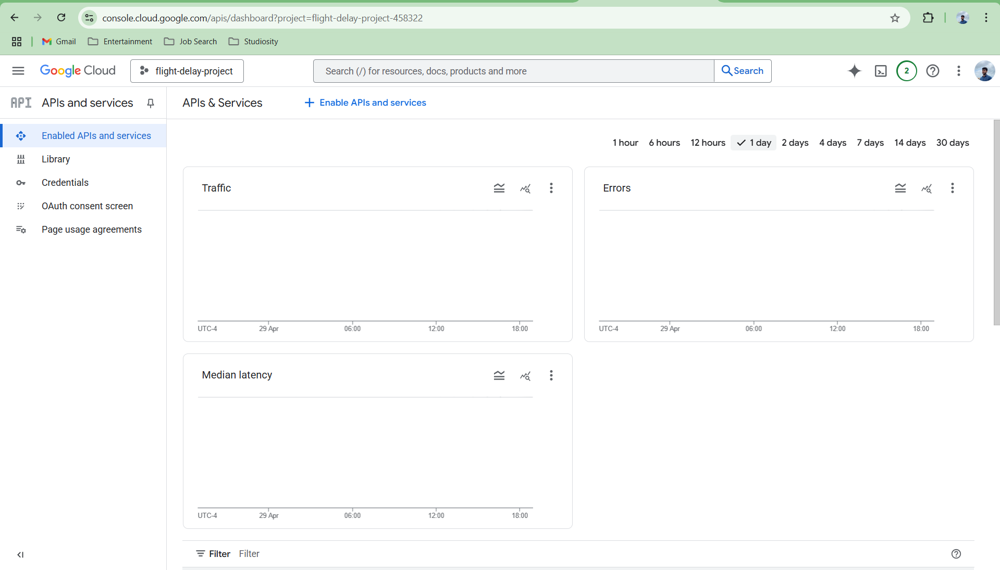 console.cloud.google.com/apis/dashboard?project=flight-delay-project-458322
Gmail Entertainment Job Search Studiosity
Google Cloud flight-delay-project Search (/) for resources, docs, products and more Search 2
API APIs and services
APIs & Services Enable APIs and services
Enabled APIs and services
Library
Credentials
OAuth consent screen
Page usage agreements
1 hour 6 hours 12 hours 1 day 2 days 4 days 7 days 14 days 30 days
Traffic
UTC-4 29 Apr 06:00 12:00 18:00
Errors
UTC-4 29 Apr 06:00 12:00 18:00
Median latency
UTC-4 29 Apr 06:00 12:00 18:00
Filter Filter